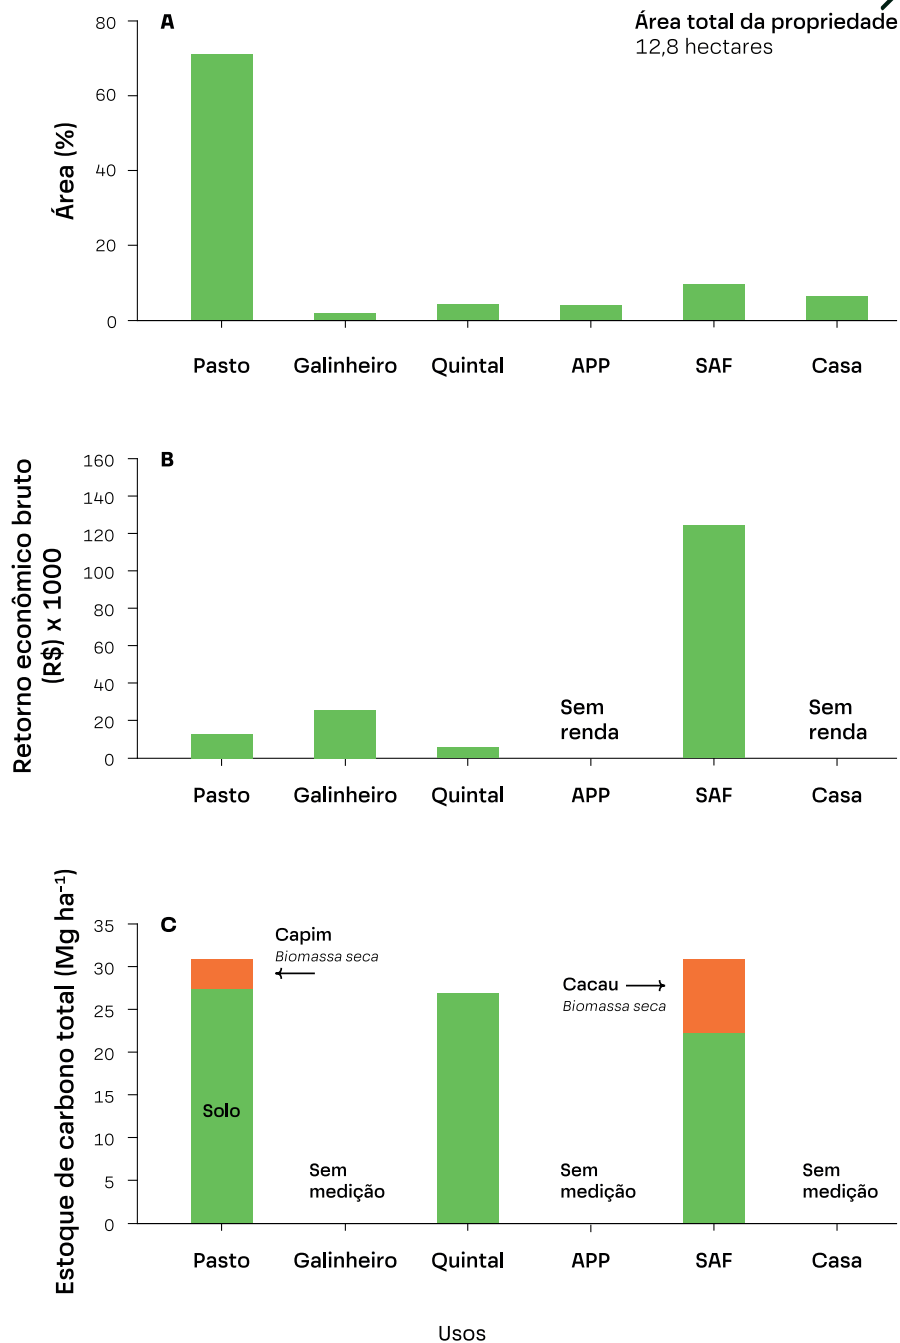 A
Área total da propriedade
12,8 hectares
Área (%)
80
60
40
20
0
Pasto Galinheiro Quintal APP SAF Casa
B
Retorno econômico bruto
(R$) x 1000
160
140
120
100
80
60
40
20
0
Sem
renda
Sem
renda
Pasto Galinheiro Quintal APP SAF Casa
C
Estoque de carbono total (Mg ha⁻¹)
35
30
25
20
15
10
5
0
Capim
Biomassa seca
Cacau
Biomassa seca
Solo
Sem
medição
Sem
medição
Sem
medição
Pasto Galinheiro Quintal APP SAF Casa
Usos